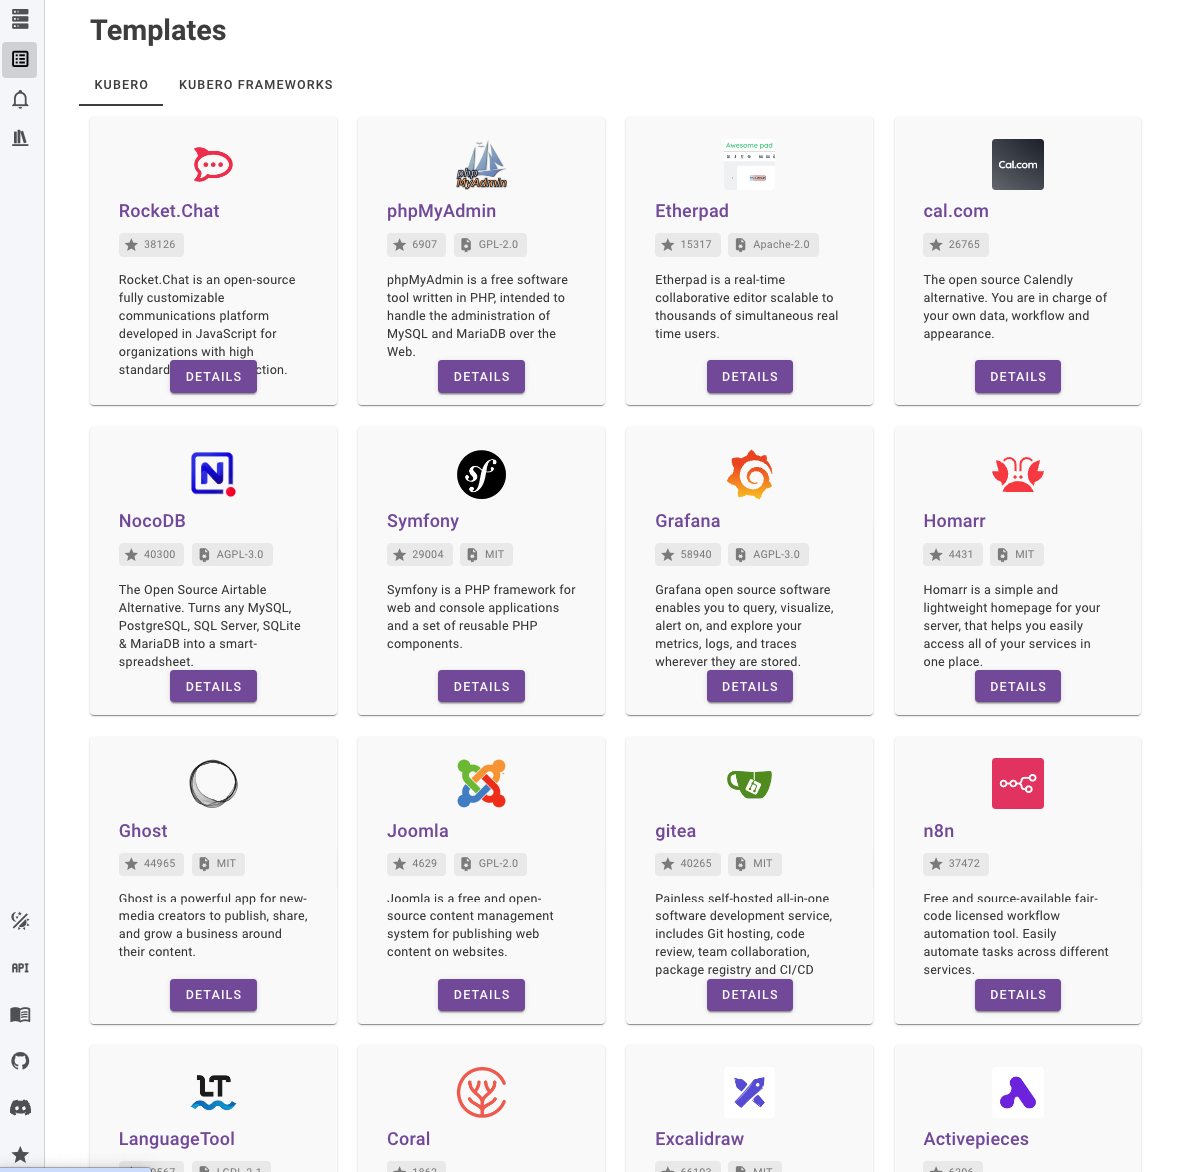 Templates
KUBERO KUBERO FRAMEWORKS
Rocket.Chat
38126
Rocket.Chat is an open-source
fully customizable
communications platform
developed in JavaScript for
organizations with high
standard ction.
DETAILS
php
MyAdmin
phpMyAdmin
6907 GPL-2.0
phpMyAdmin is a free software
tool written in PHP, intended to
handle the administration of
MySQL and MariaDB over the
Web.
DETAILS
Awesome pad
Etherpad
15317 Apache-2.0
Etherpad is a real-time
collaborative editor scalable to
thousands of simultaneous real
time users.
DETAILS
Cal.com
cal.com
26765
The open source Calendly
alternative. You are in charge of
your own data, workflow and
appearance.
DETAILS
N
NocoDB
40300 AGPL-3.0
The Open Source Airtable
Alternative. Turns any MySQL,
PostgreSQL, SQL Server, SQLite
& MariaDB into a smart-
spreadsheet.
DETAILS
sf
Symfony
29004 MIT
Symfony is a PHP framework for
web and console applications
and a set of reusable PHP
components.
DETAILS
Grafana
58940 AGPL-3.0
Grafana open source software
enables you to query, visualize,
alert on, and explore your
metrics, logs, and traces
wherever they are stored.
DETAILS
Homarr
4431 MIT
Homarr is a simple and
lightweight homepage for your
server, that helps you easily
access all of your services in
one place.
DETAILS
Ghost
44965 MIT
Ghost is a powerful app for new-
media creators to publish, share,
and grow a business around
their content.
DETAILS
Joomla
4629 GPL-2.0
Joomla is a free and open-
source content management
system for publishing web
content on websites.
DETAILS
gitea
40265 MIT
Painless self-hosted all-in-one
software development service,
includes Git hosting, code
review, team collaboration,
package registry and CI/CD
DETAILS
n8n
37472
Free and source-available fair-
code licensed workflow
automation tool. Easily
automate tasks across different
services.
DETAILS
API
LT
LanguageTool
LGPL-2.1
Coral
1862
Excalidraw
66193 MIT
Activepieces